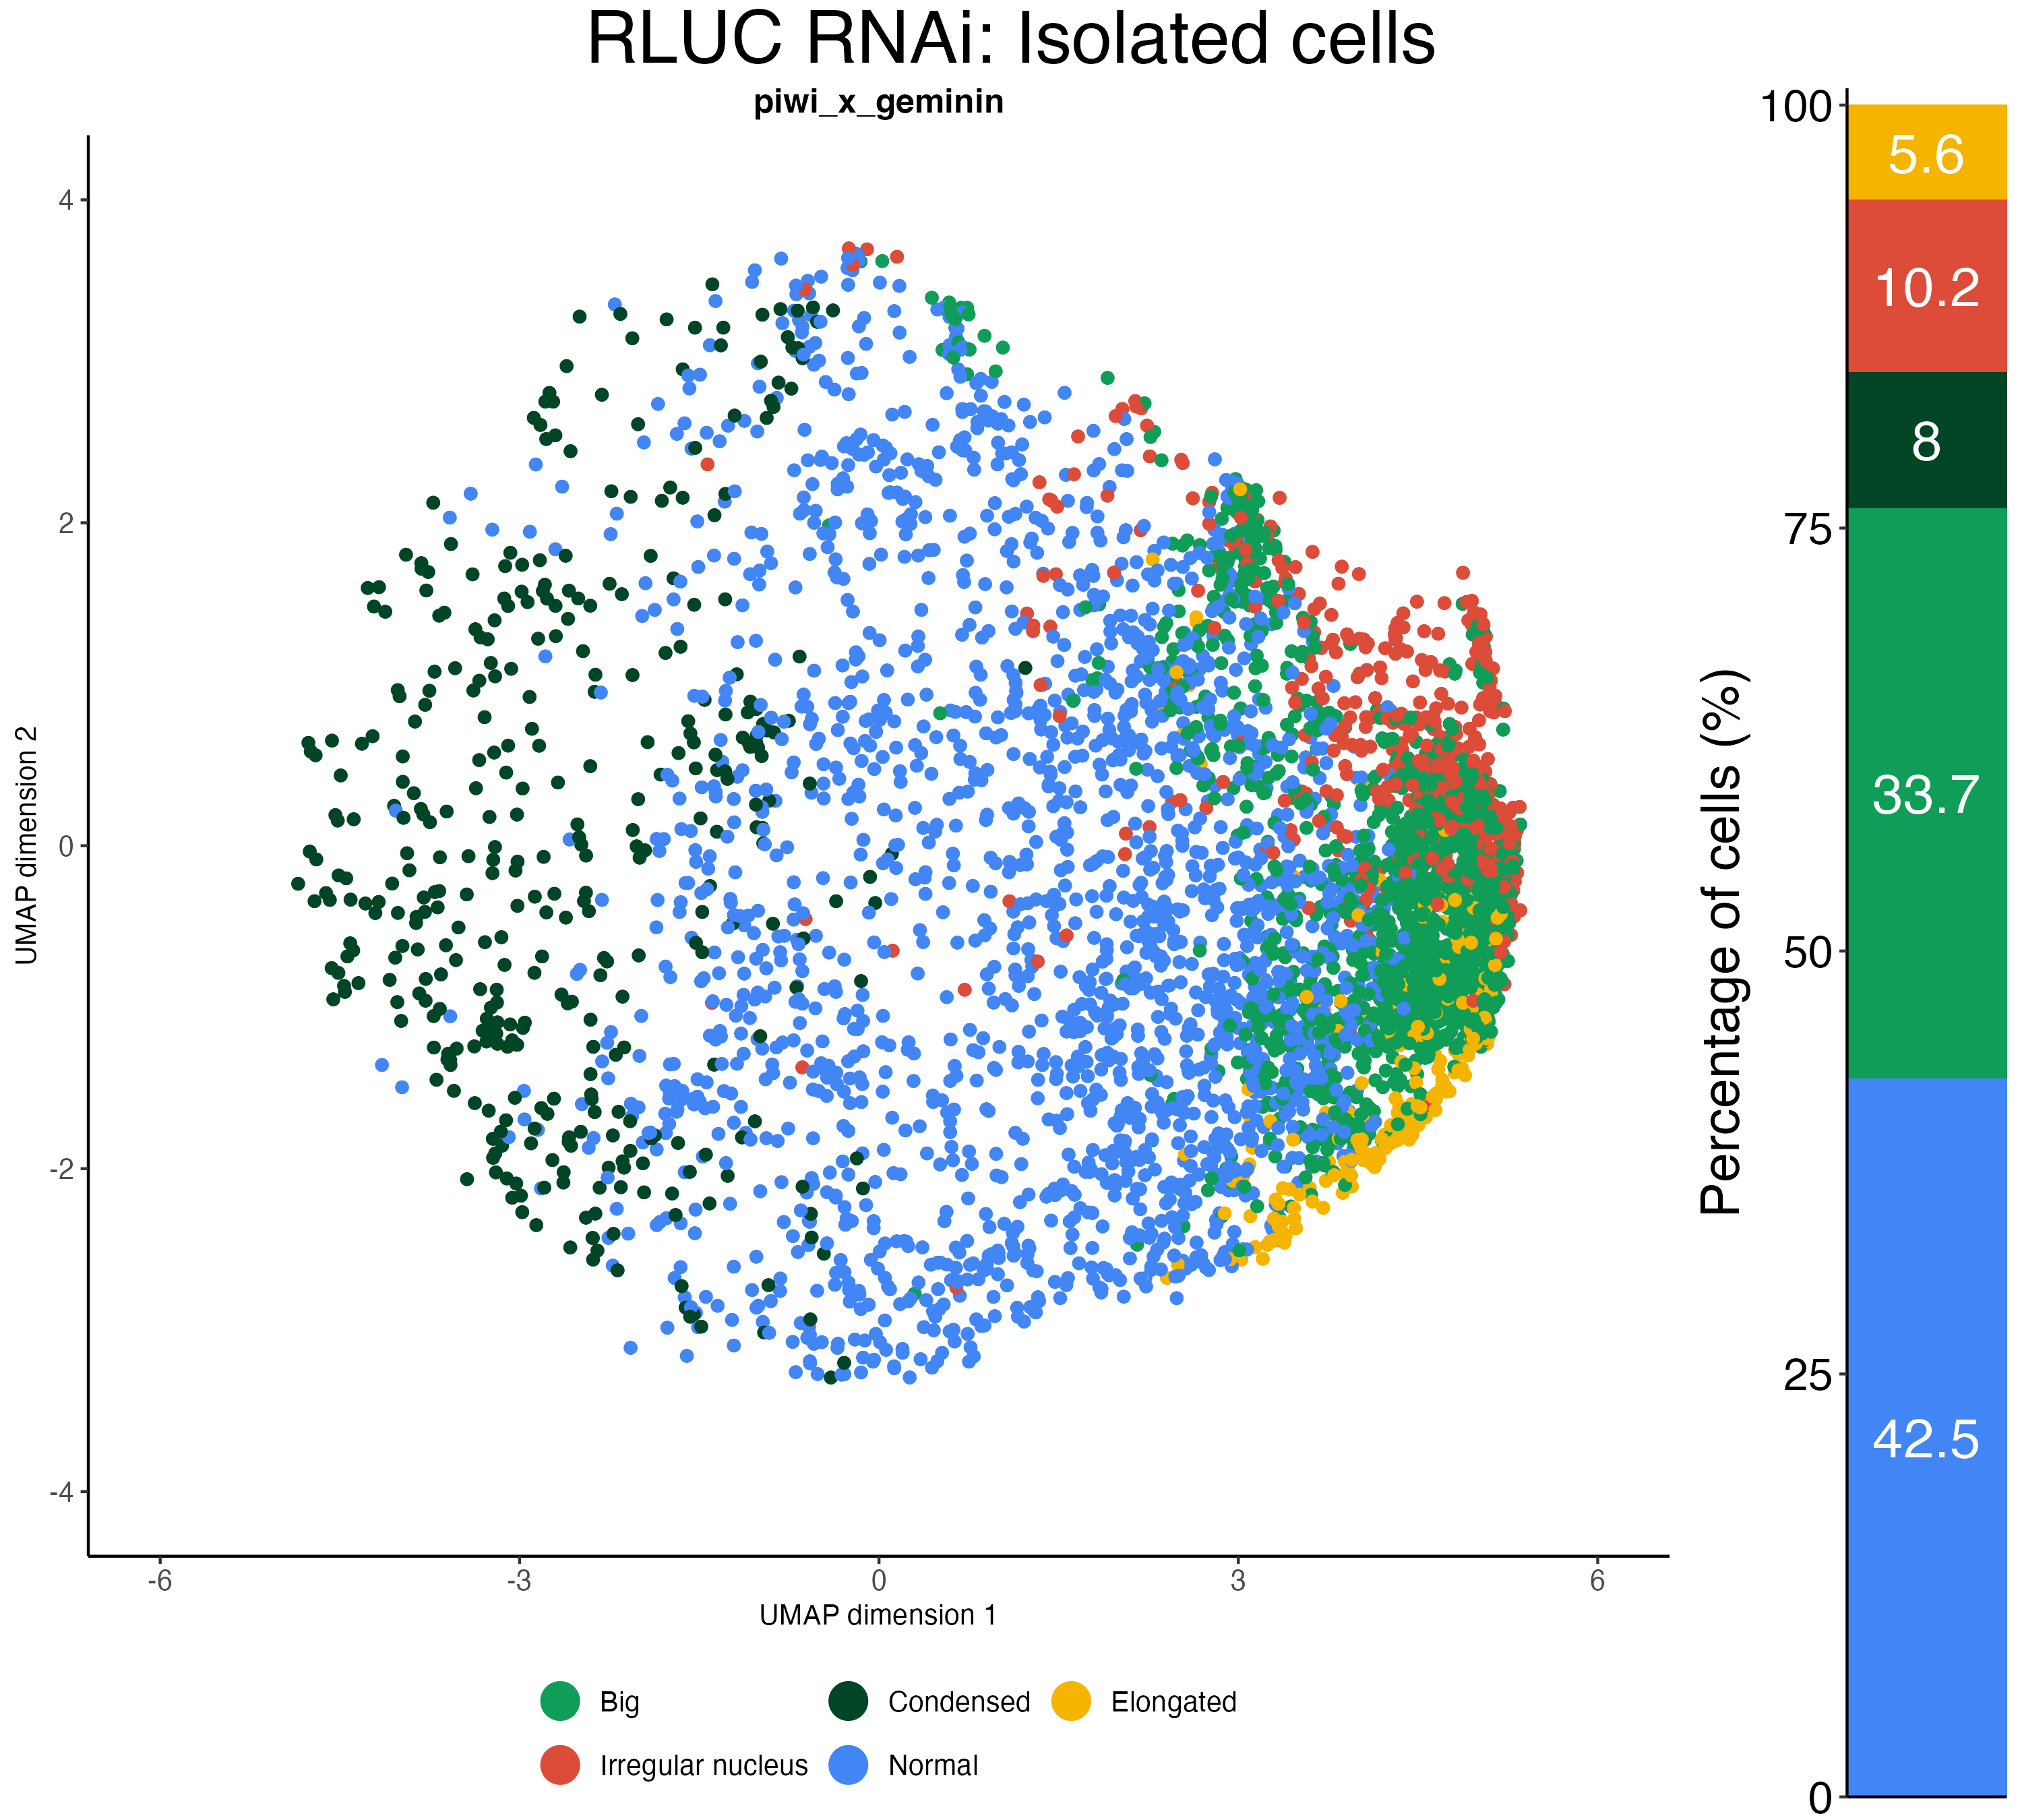 RLUC RNAi: Isolated cells
piwi_x_geminin
4
2
0
-2
-4
UMAP dimension 2
-6
-3
0
3
6
UMAP dimension 1
Big
Condensed
Elongated
Irregular nucleus
Normal
Percentage of cells (%)
100
75
50
25
0
5.6
10.2
8
33.7
42.5